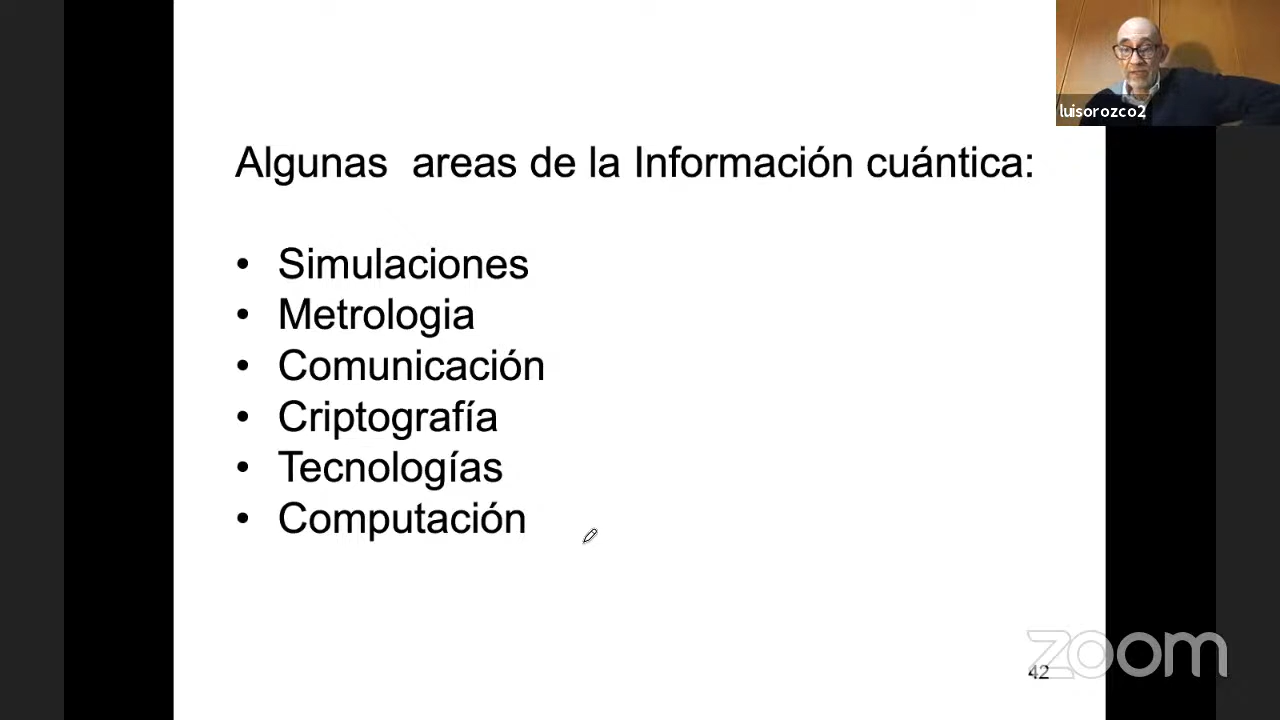 luisorozco2
Algunas areas de la Información cuántica:
• Simulaciones
• Metrologia
• Comunicación
• Criptografía
• Tecnologías
• Computación
zoom
42